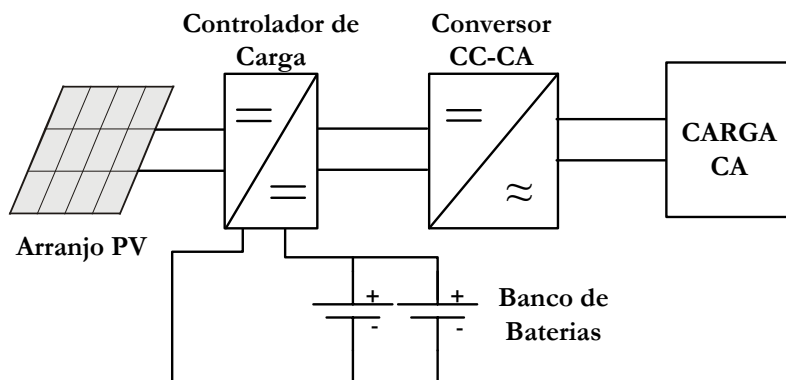 Controlador de
Carga
Conversor
CC-CA
CARGA
CA
Arranjo PV
+
-
+
-
Banco de
Baterias